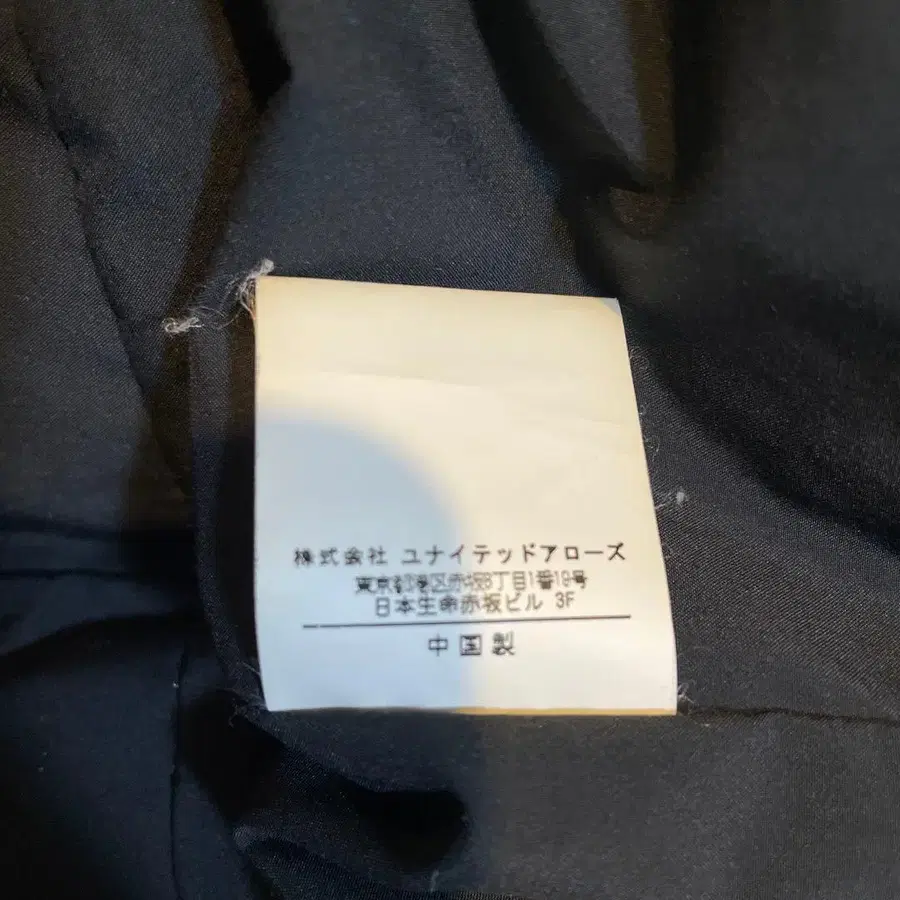 株式会社 ユナイテッドアローズ
東京都港区赤坂8丁目1番19号
日本生命赤坂ビル 3F
中国製